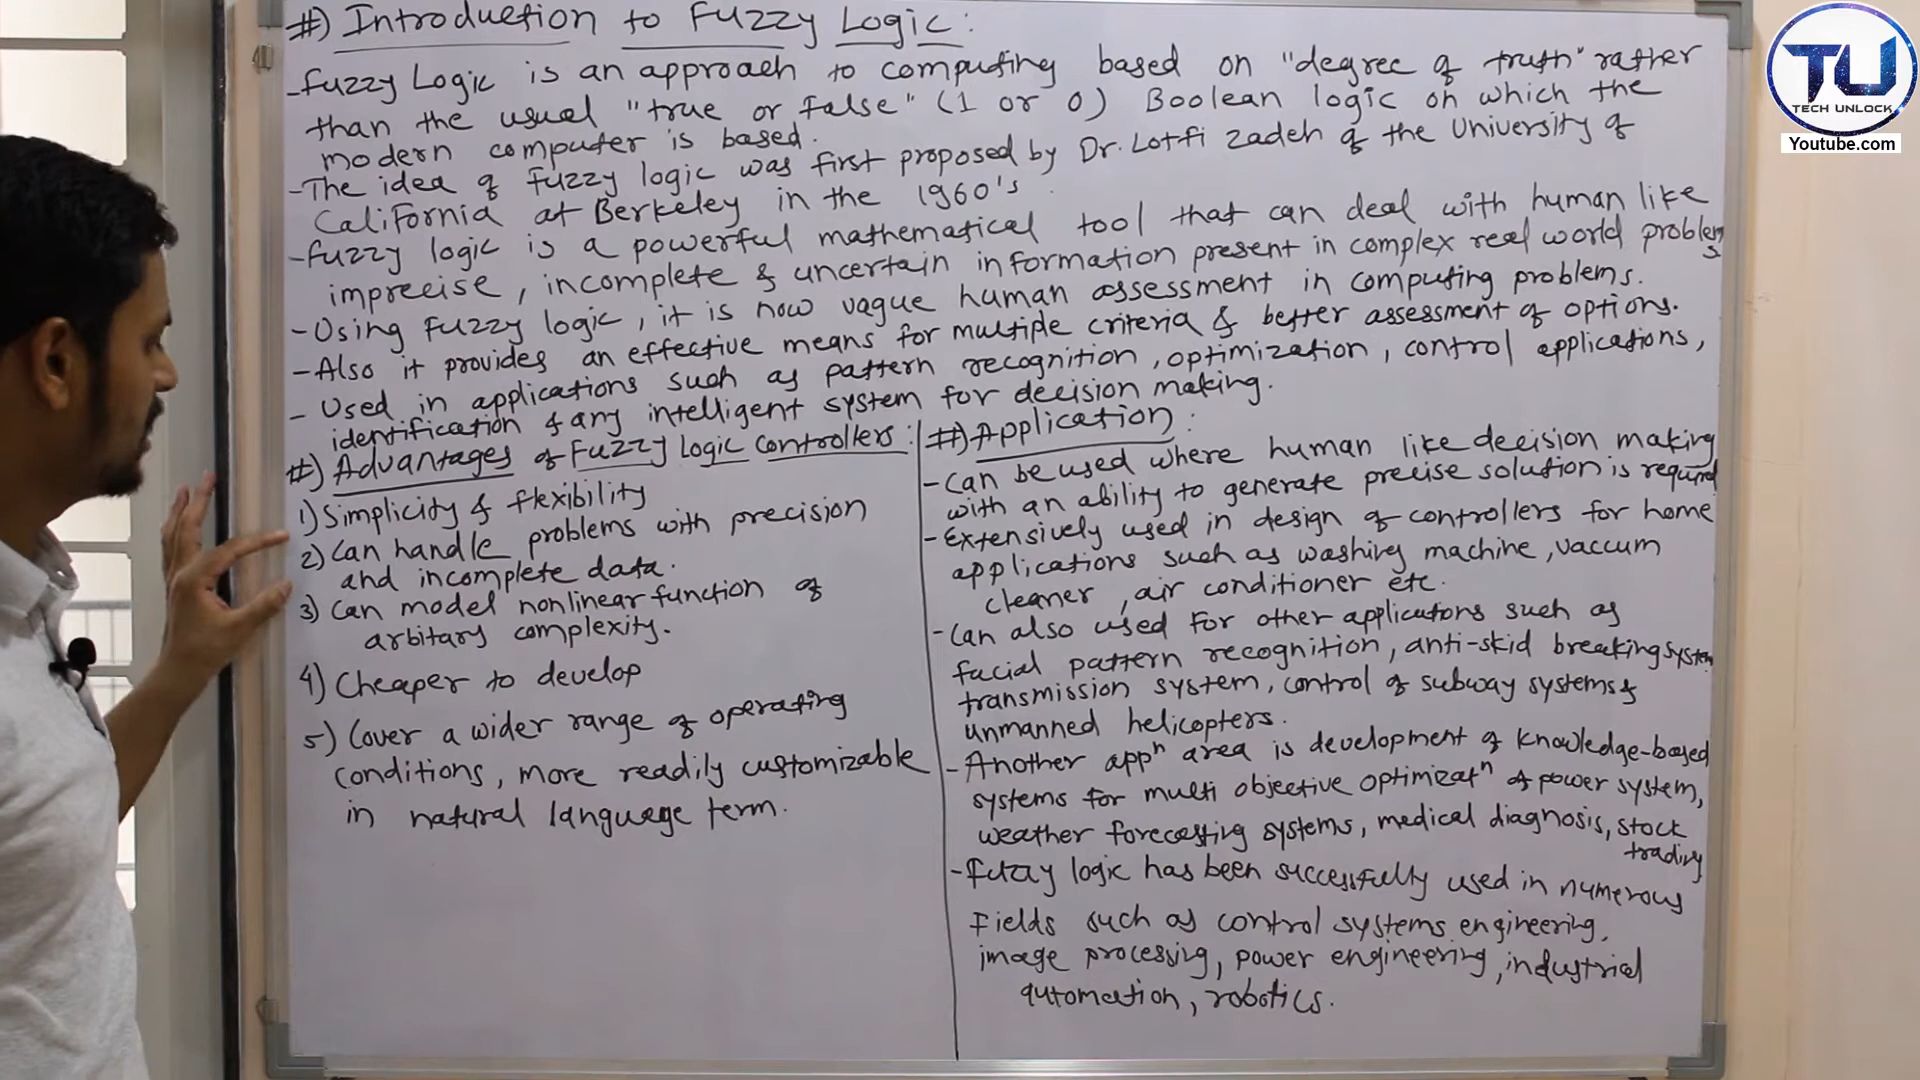 #) Introduction to Fuzzy Logic:
- Fuzzy Logic is an approach to computing based on "degree of truth" rather
than the usual "true or false" (1 or 0) Boolean logic on which the
modern computer is based.
- The idea of fuzzy logic was first proposed by Dr. Lotfi Zadeh of the University of
California at Berkeley in the 1960's.
- Fuzzy logic is a powerful mathematical tool that can deal with human like
imprecise, incomplete & uncertain information present in complex real world problems
- Using fuzzy logic, it is now vague human assessment in computing problems.
- Also it provides an effective means for multiple criteria & better assessment of options.
- Used in applications such as pattern recognition, optimization, control applications,
identification & any intelligent system for decision making.
#) Advantages of Fuzzy Logic Controllers:
1) Simplicity & flexibility
2) Can handle problems with precision
and incomplete data.
3) Can model nonlinear function of
arbitary complexity.
4) Cheaper to develop
5) Cover a wider range of operating
conditions, more readily customizable
in natural language term.
#) Application:
- Can be used where human like decision making
with an ability to generate precise solution is required
- Extensively used in design of controllers for home
applications such as washing machine, vaccum
cleaner, air conditioner etc.
- Can also used for other applications such as
facial pattern recognition, anti-skid breaking system
transmission system, control of subway systems &
unmanned helicopters.
- Another appⁿ area is development of knowledge-based
systems for multi objective optimizatⁿ of power system,
weather forecasting systems, medical diagnosis, stock
trading
- Fuzzy logic has been successfully used in numerous
fields such as control systems engineering,
image processing, power engineering, industrial
automation, robotics.
TU
TECH UNLOCK
Youtube.com